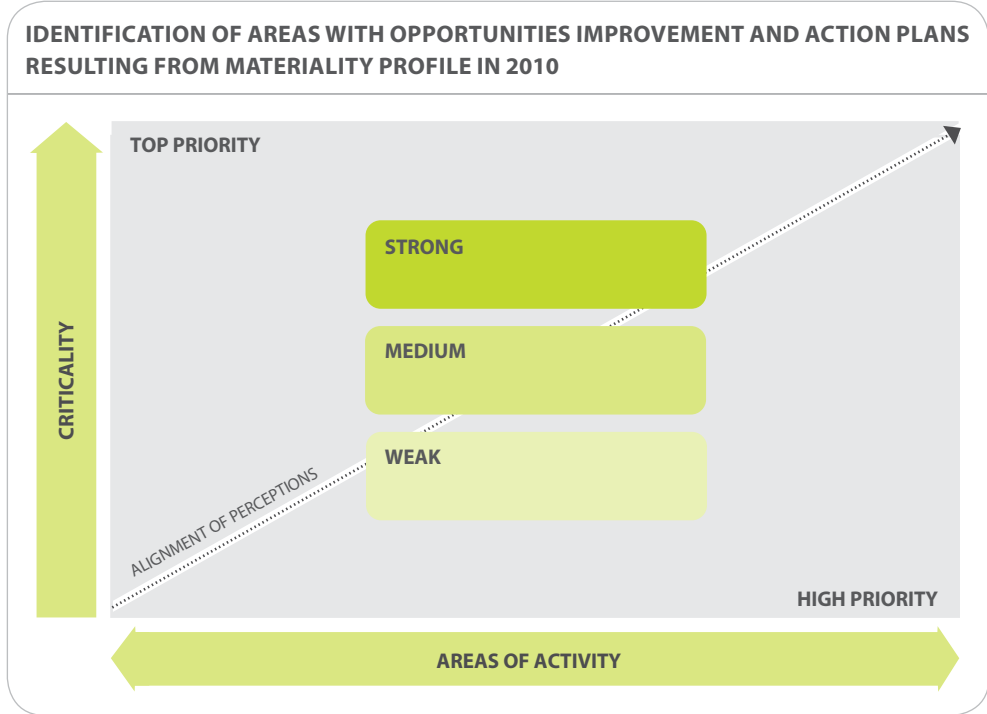 IDENTIFICATION OF AREAS WITH OPPORTUNITIES IMPROVEMENT AND ACTION PLANS
RESULTING FROM MATERIALITY PROFILE IN 2010
TOP PRIORITY
STRONG
MEDIUM
WEAK
CRITICALITY
ALIGNMENT OF PERCEPTIONS
HIGH PRIORITY
AREAS OF ACTIVITY